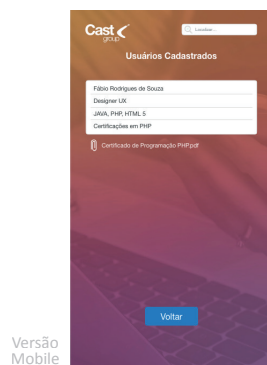 Cast
group
Localizar...
Usuários Cadastrados
Fábio Rodrigues de Souza
Designer UX
JAVA, PHP, HTML 5
Certificações em PHP
Certificado de Programação PHP.pdf
Voltar
Versão
Mobile